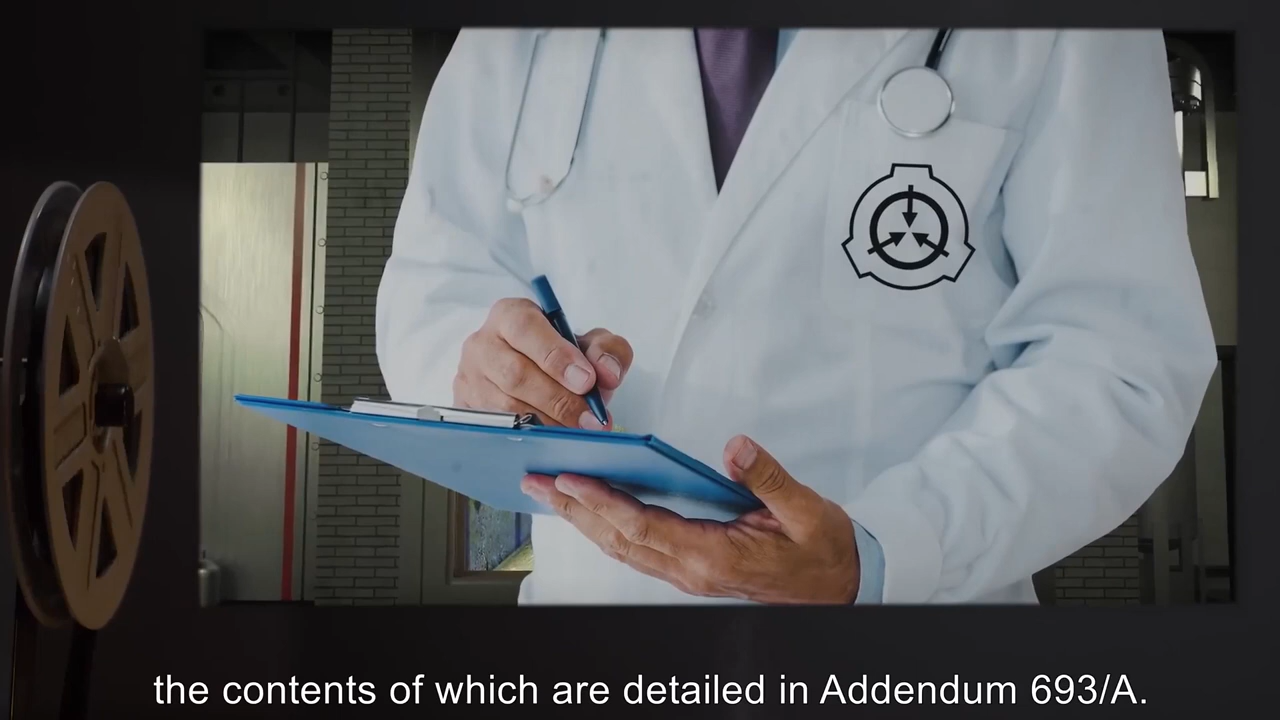 the contents of which are detailed in Addendum 693/A.